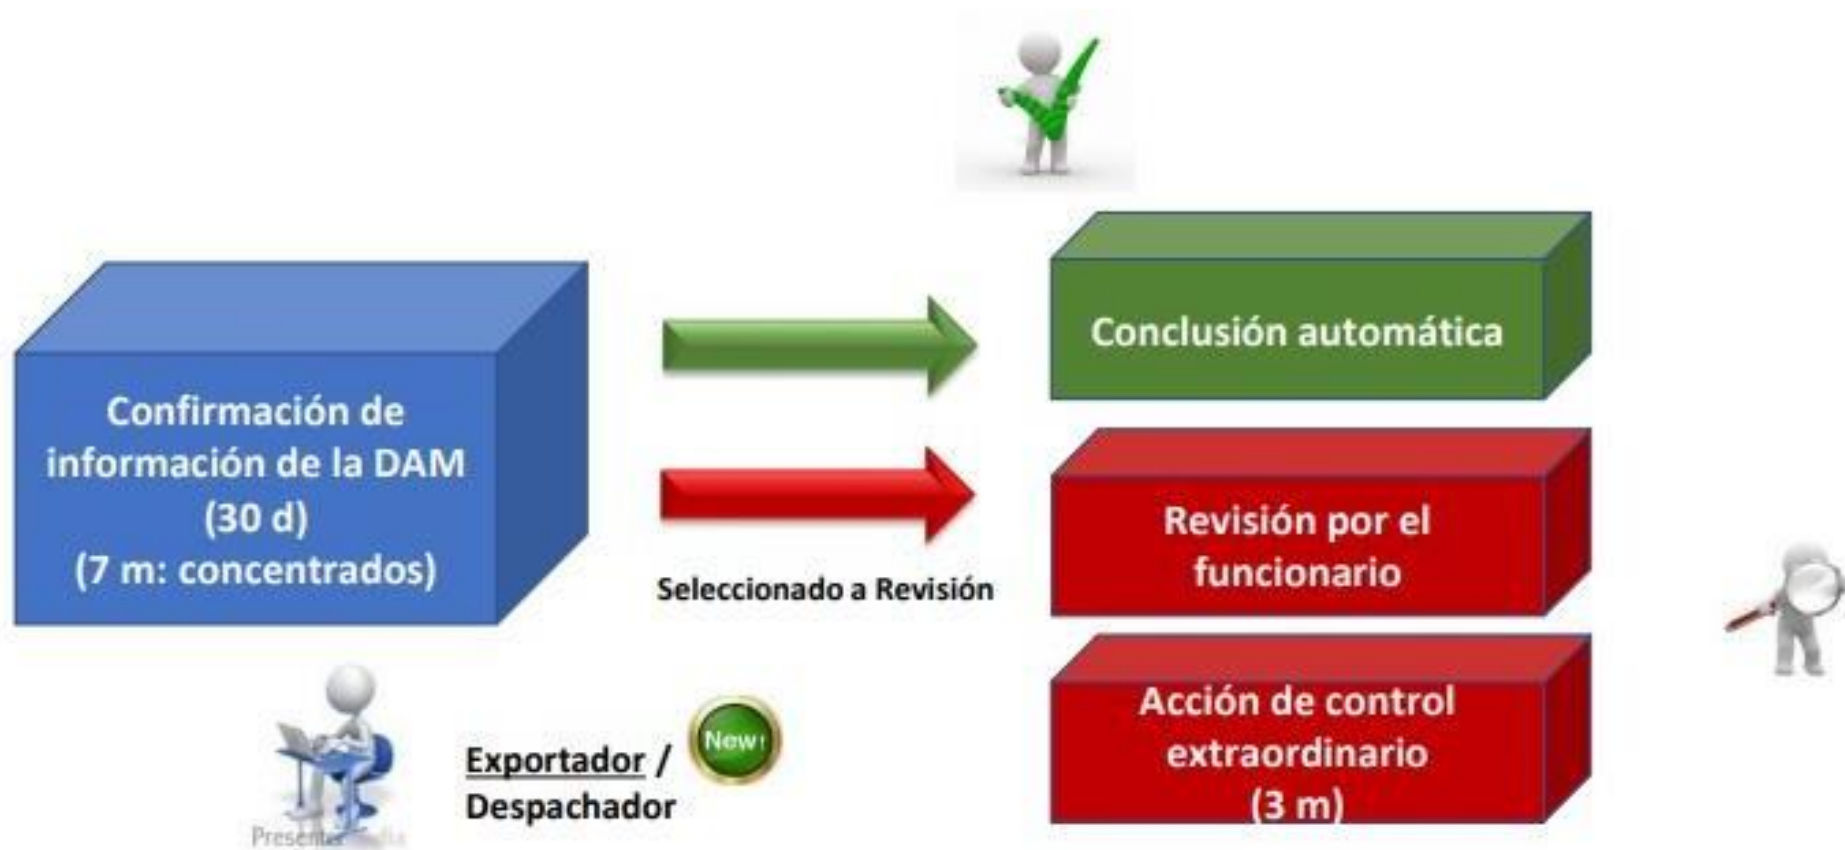 Confirmación de
información de la DAM
(30 d)
(7 m: concentrados)
Conclusión automática
Seleccionado a Revisión
Revisión por el
funcionario
Acción de control
extraordinario
(3 m)
New!
Exportador /
Despachador